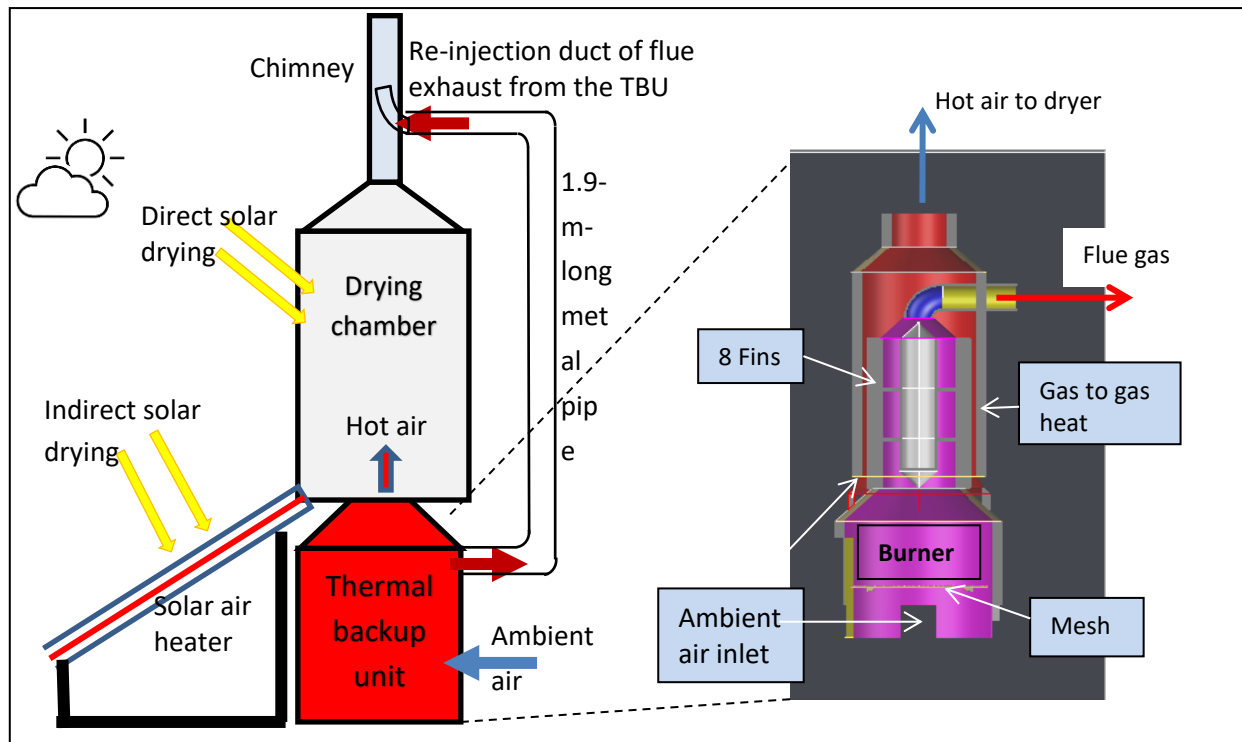 Chimney
Re-injection duct of flue
exhaust from the TBU
1.9-
m-
long
met
al
pip
e
Direct solar
drying
Drying
chamber
Hot air
Indirect solar
drying
Solar air
heater
Thermal
backup
unit
Ambient
air
Hot air to dryer
Flue gas
8 Fins
Gas to gas
heat
Burner
Ambient
air inlet
Mesh